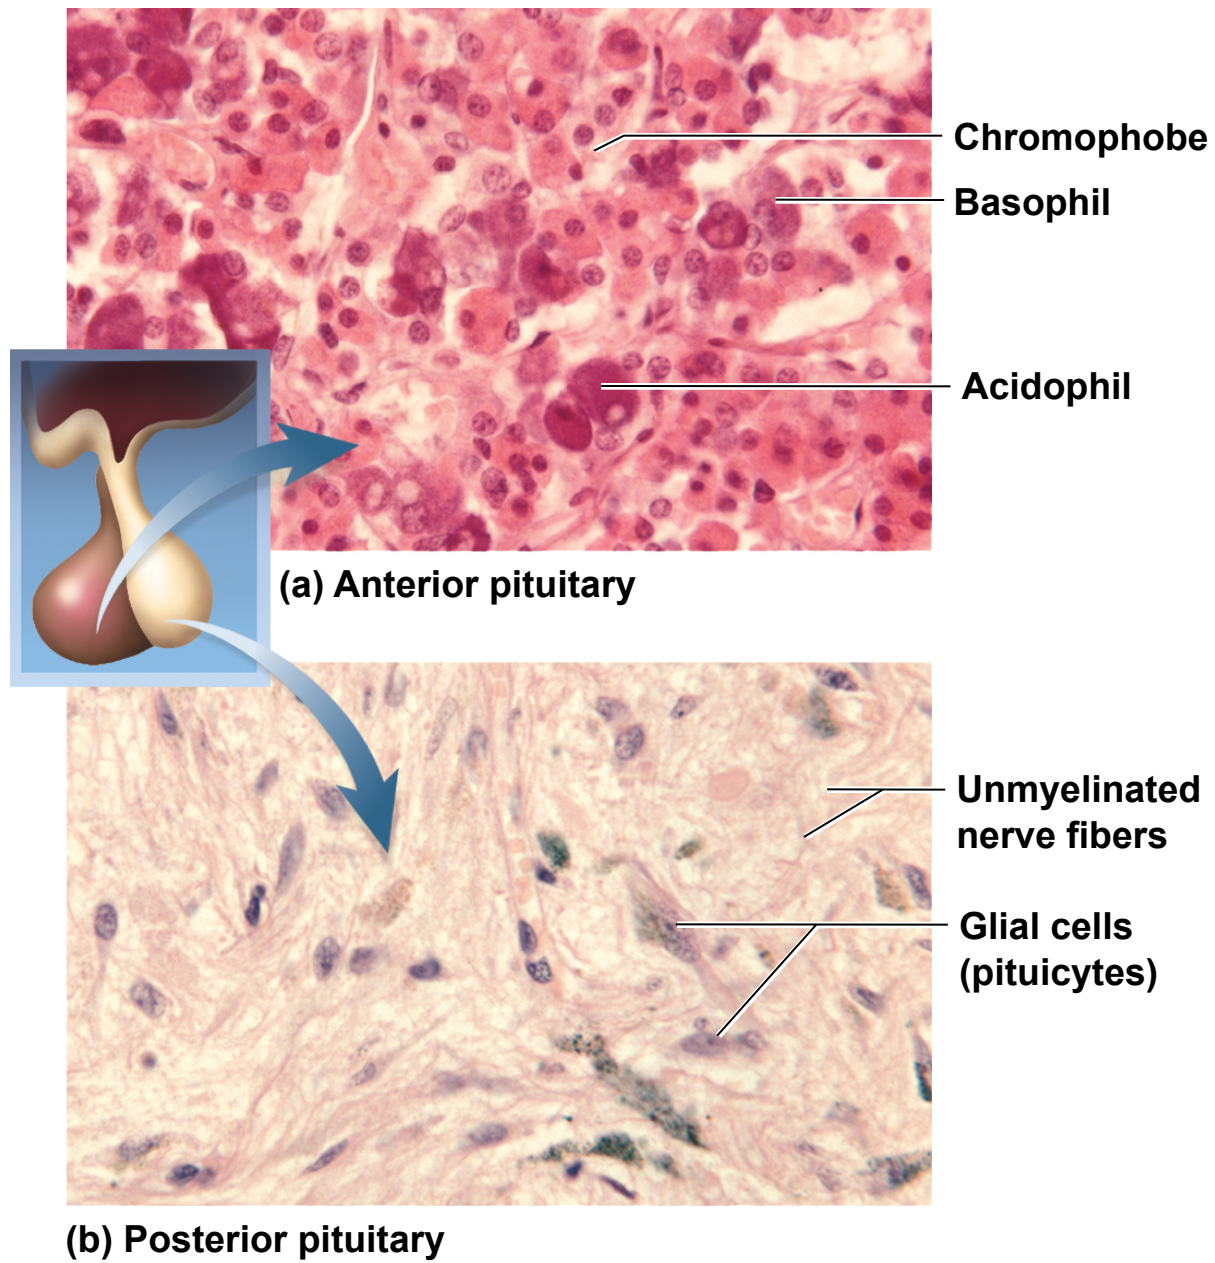 Chromophobe
Basophil
Acidophil
(a) Anterior pituitary
Unmyelinated
nerve fibers
Glial cells
(pituicytes)
(b) Posterior pituitary